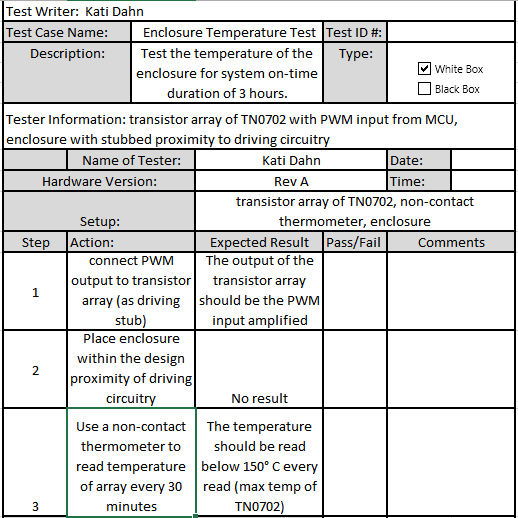 Test Writer: Kati Dahn
Test Case Name: Enclosure Temperature Test Test ID #:
Description: Test the temperature of the Type:
enclosure for system on-time
duration of 3 hours.
White Box
Black Box
Tester Information: transistor array of TN0702 with PWM input from MCU,
enclosure with stubbed proximity to driving circuitry
Name of Tester: Kati Dahn Date:
Hardware Version: Rev A Time:
Setup: transistor array of TN0702, non-contact
thermometer, enclosure
Step Action: Expected Result Pass/Fail Comments
1
connect PWM
output to transistor
array (as driving
stub)
The output of the
transistor array
should be the PWM
input amplified
2
Place enclosure
within the design
proximity of driving
circuitry
No result
3
Use a non-contact
thermometer to
read temperature
of array every 30
minutes
The temperature
should be read
below 150° C every
read (max temp of
TN0702)